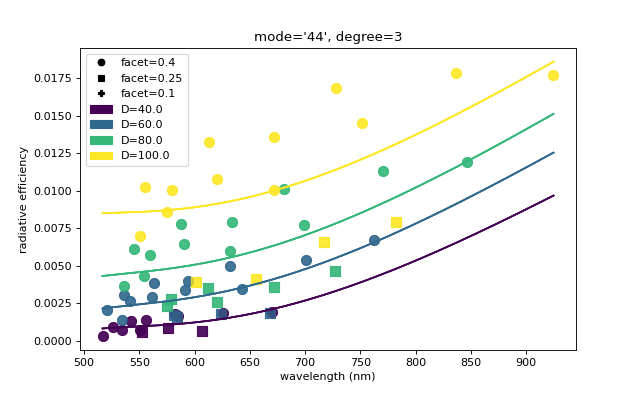 mode='44', degree=3
facet=0.4
facet=0.25
facet=0.1
D=40.0
D=60.0
D=80.0
D=100.0
radiative efficiency
0.0175
0.0150
0.0125
0.0100
0.0075
0.0050
0.0025
0.0000
500 550 600 650 700 750 800 850 900
wavelength (nm)